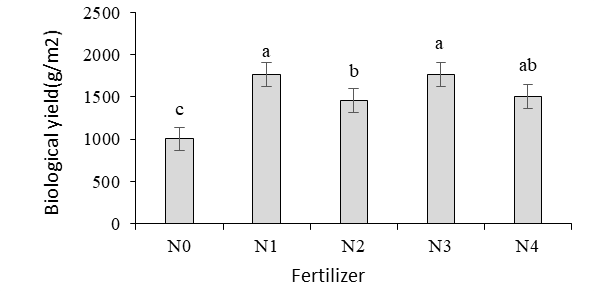 Biological yield(g/m2)
2500
2000
1500
1000
500
0
c
a
b
a
ab
N0 N1 N2 N3 N4
Fertilizer